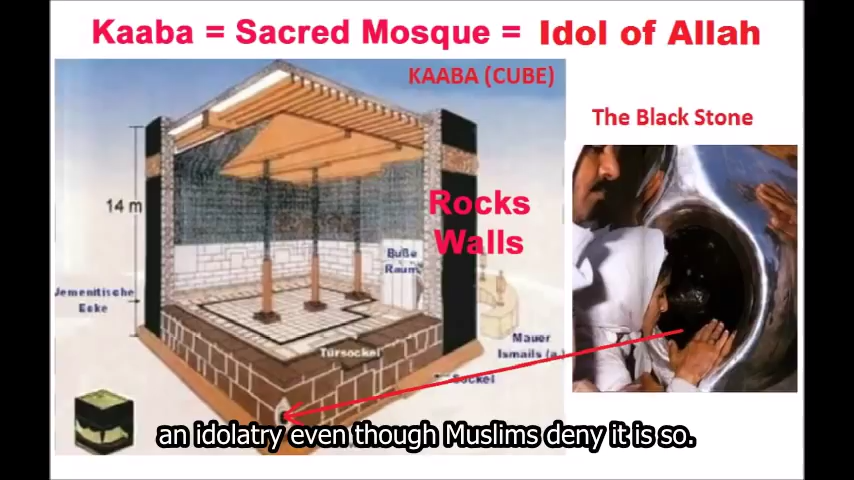 Kaaba = Sacred Mosque = Idol of Allah
KAABA (CUBE)
The Black Stone
14 m
Rocks
Walls
Buße
Raum
Jemenitische
Ecke
Mauer
Ismails (a.)
Türsockel
Sockel
an idolatry even though Muslims deny it is so.